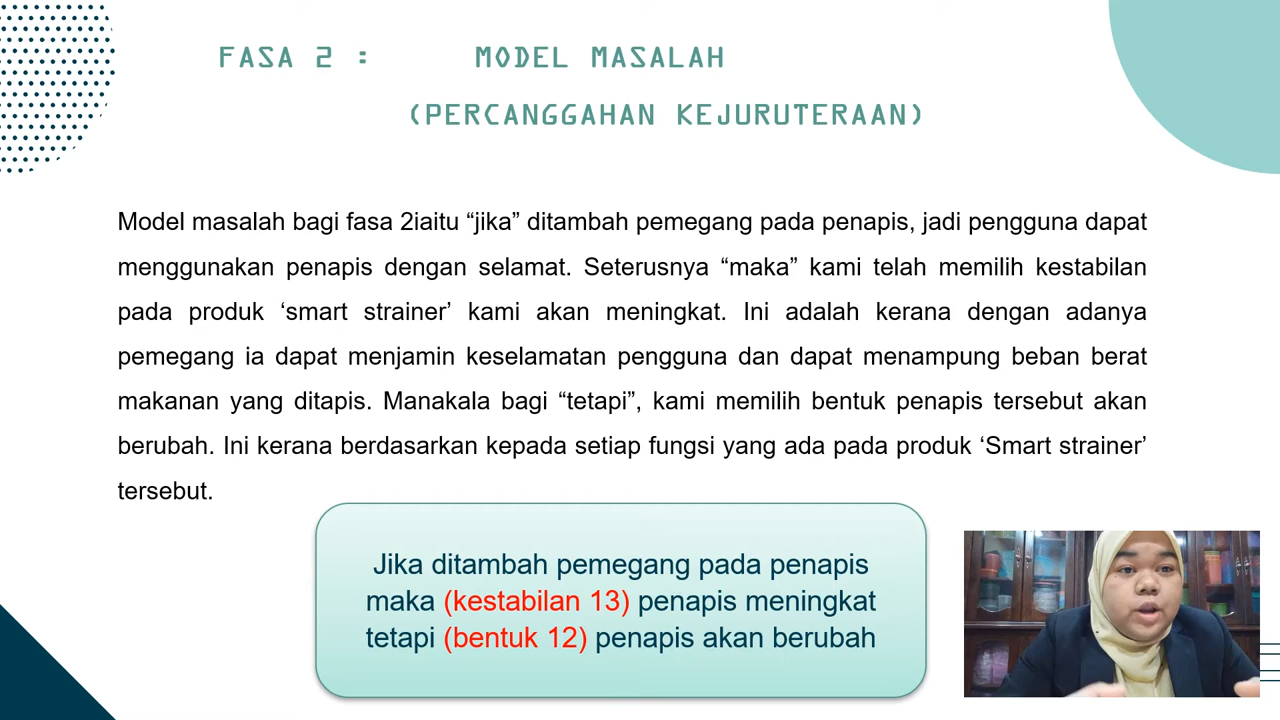 FASA 2 : MODEL MASALAH
(PERCANGGAHAN KEJURUTERAAN)
Model masalah bagi fasa 2iaitu “jika” ditambah pemegang pada penapis, jadi pengguna dapat
menggunakan penapis dengan selamat. Seterusnya “maka” kami telah memilih kestabilan
pada produk ‘smart strainer’ kami akan meningkat. Ini adalah kerana dengan adanya
pemegang ia dapat menjamin keselamatan pengguna dan dapat menampung beban berat
makanan yang ditapis. Manakala bagi “tetapi”, kami memilih bentuk penapis tersebut akan
berubah. Ini kerana berdasarkan kepada setiap fungsi yang ada pada produk ‘Smart strainer’
tersebut.
Jika ditambah pemegang pada penapis
maka (kestabilan 13) penapis meningkat
tetapi (bentuk 12) penapis akan berubah